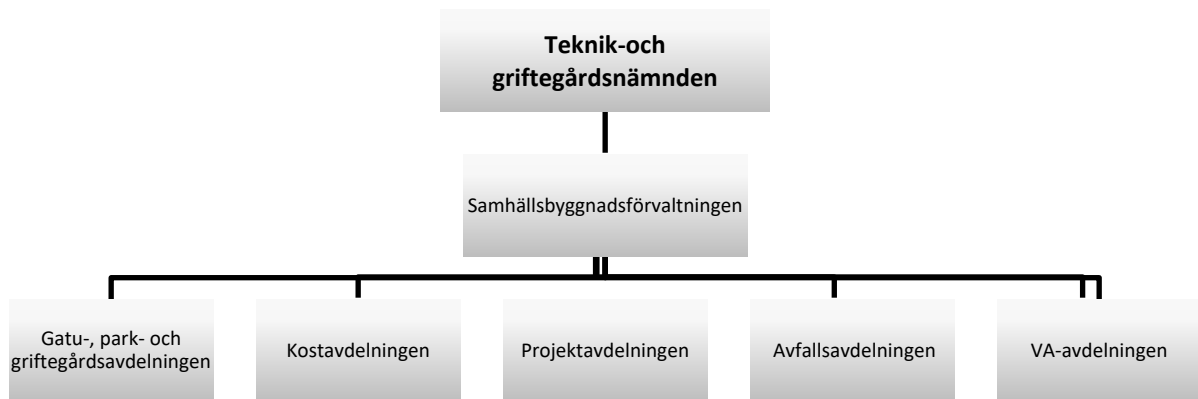 Teknik-och
griftegårdsnämnden
Samhällsbyggnadsförvaltningen
Gatu-, park- och
griftegårdsavdelningen
Kostavdelningen
Projektavdelningen
Avfallsavdelningen
VA-avdelningen